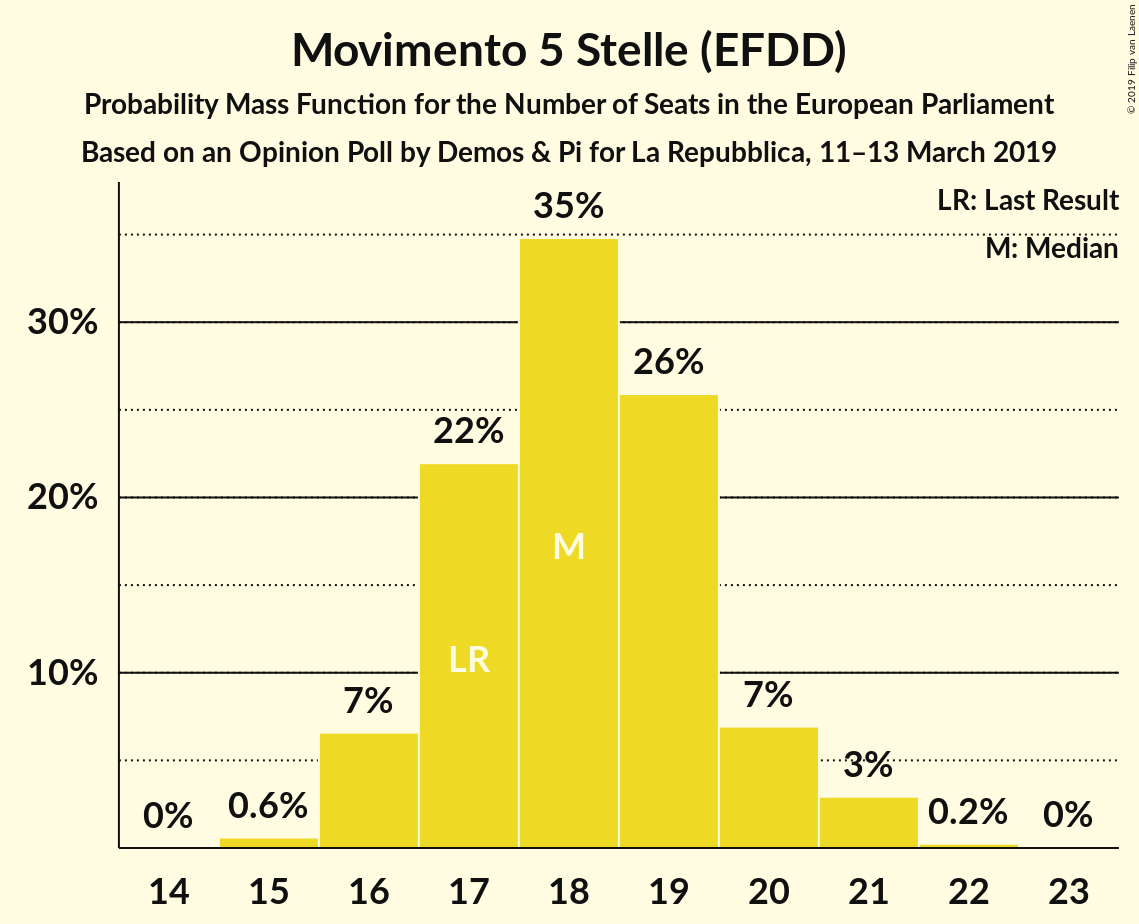 Movimento 5 Stelle (EFDD)
Probability Mass Function for the Number of Seats in the European Parliament
Based on an Opinion Poll by Demos & Pi for La Repubblica, 11–13 March 2019
© 2019 Filip van Laenen
LR: Last Result
M: Median
35%
30%
26%
22%
20%
M
LR
10%
7%
7%
3%
0%
0.6%
0.2%
0%
14 15 16 17 18 19 20 21 22 23